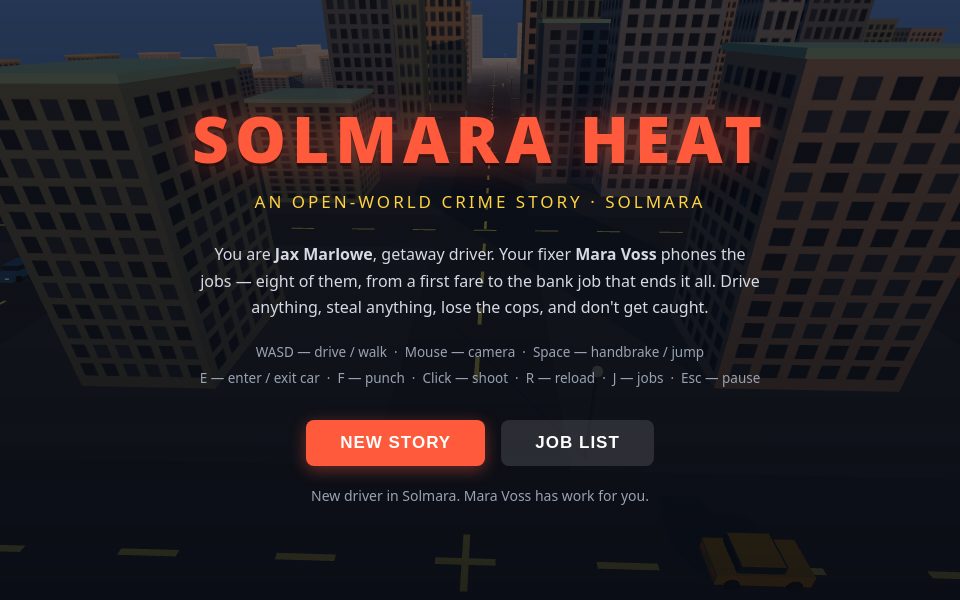 SOLMARA HEAT
AN OPEN-WORLD CRIME STORY · SOLMARA
You are Jax Marlowe, getaway driver. Your fixer Mara Voss phones the
jobs — eight of them, from a first fare to the bank job that ends it all. Drive
anything, steal anything, lose the cops, and don't get caught.
WASD — drive / walk · Mouse — camera · Space — handbrake / jump
E — enter / exit car · F — punch · Click — shoot · R — reload · J — jobs · Esc — pause
NEW STORY
JOB LIST
New driver in Solmara. Mara Voss has work for you.